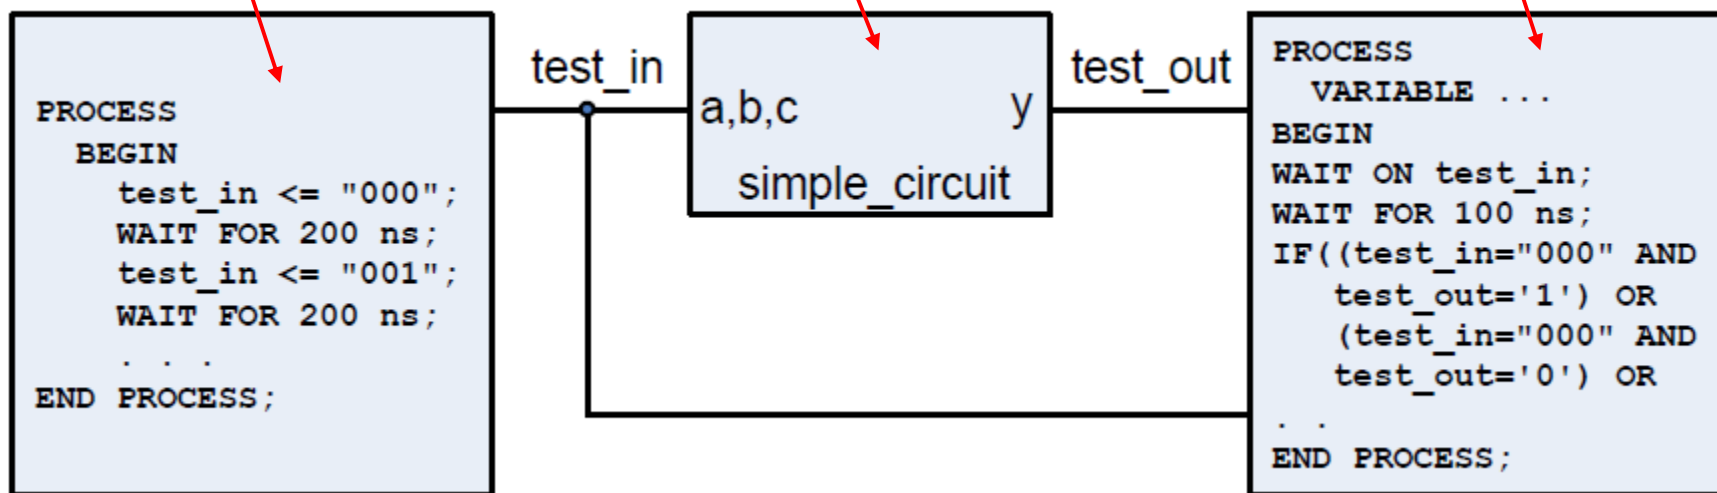 PROCESS
BEGIN
test_in <= "000";
WAIT FOR 200 ns;
test_in <= "001";
WAIT FOR 200 ns;
. . .
END PROCESS;
test_in
a,b,c
y
simple_circuit
test_out
PROCESS
VARIABLE ...
BEGIN
WAIT ON test_in;
WAIT FOR 100 ns;
IF((test_in="000" AND
test_out='1') OR
(test_in="000" AND
test_out='0') OR
. .
END PROCESS;